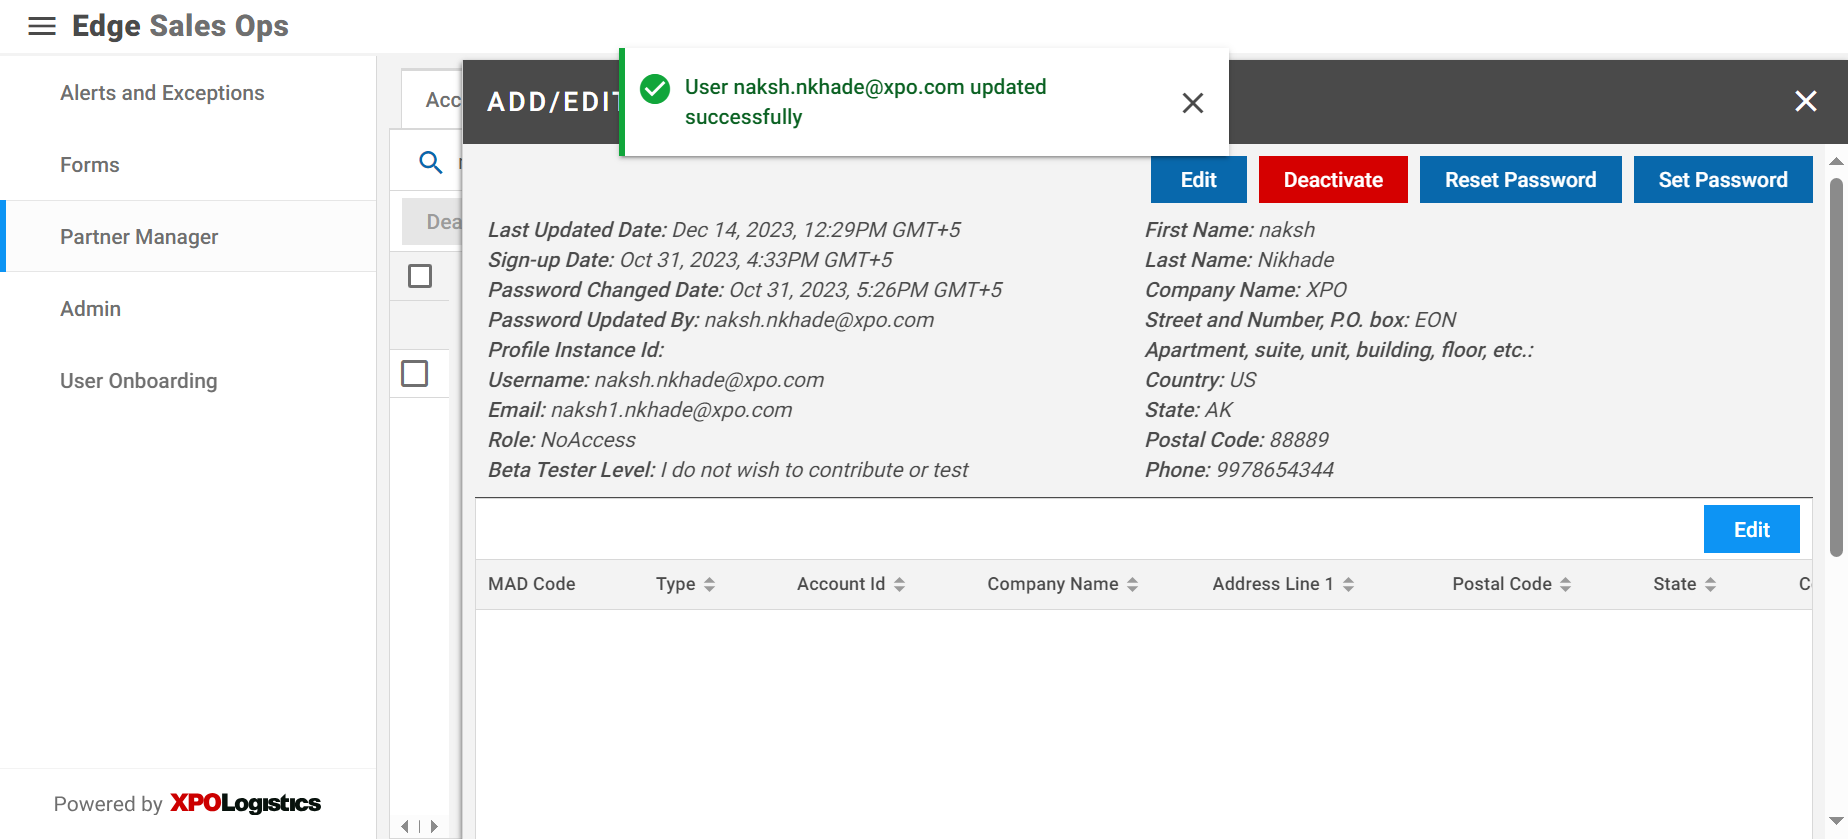 Edge Sales Ops
Alerts and Exceptions
Forms
Partner Manager
Admin
User Onboarding
Powered by XPOLogistics
Acc
Dea
ADD/EDIT
User naksh.nkhade@xpo.com updated
successfully
Edit
Deactivate
Reset Password
Set Password
Last Updated Date: Dec 14, 2023, 12:29PM GMT+5
Sign-up Date: Oct 31, 2023, 4:33PM GMT+5
Password Changed Date: Oct 31, 2023, 5:26PM GMT+5
Password Updated By: naksh.nkhade@xpo.com
Profile Instance Id:
Username: naksh.nkhade@xpo.com
Email: naksh1.nkhade@xpo.com
Role: NoAccess
Beta Tester Level: I do not wish to contribute or test
First Name: naksh
Last Name: Nikhade
Company Name: XPO
Street and Number, P.O. box: EON
Apartment, suite, unit, building, floor, etc.:
Country: US
State: AK
Postal Code: 88889
Phone: 9978654344
Edit
MAD Code Type Account Id Company Name Address Line 1 Postal Code State